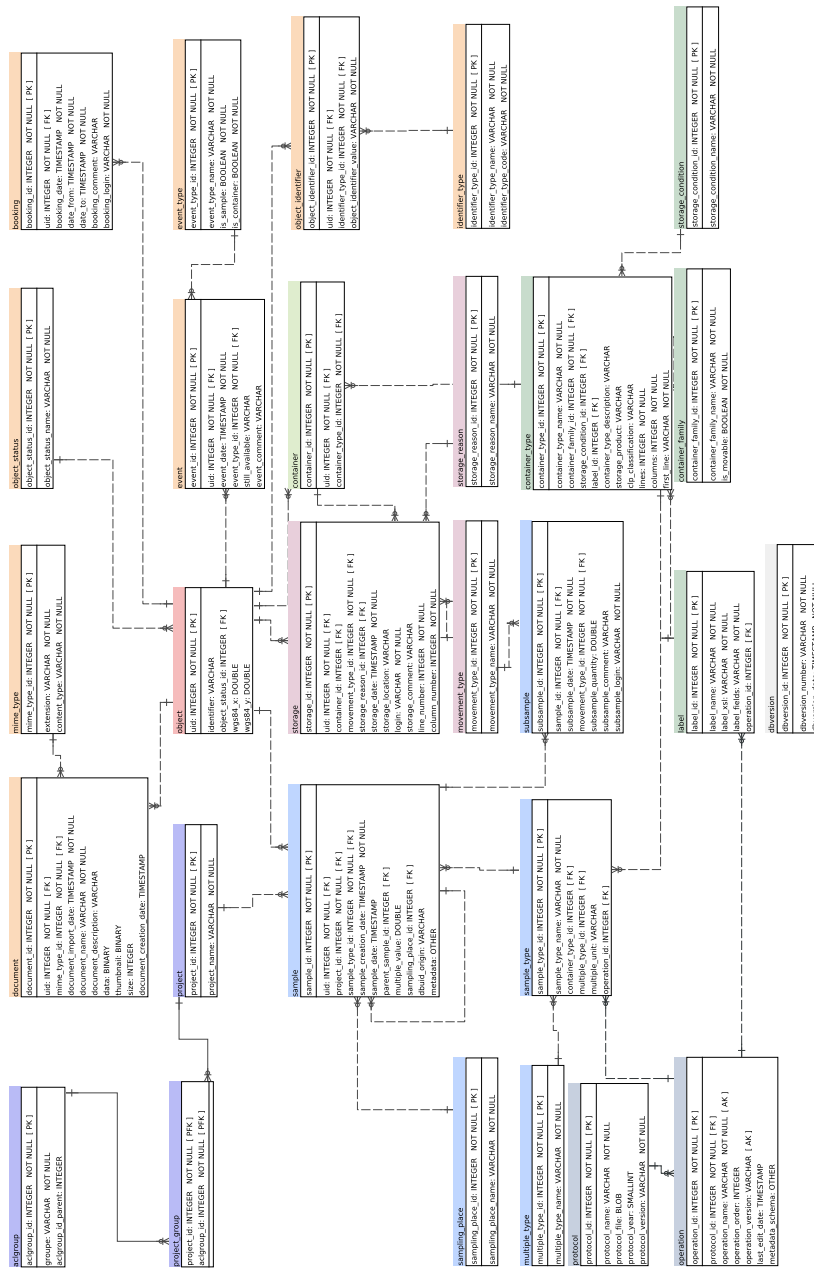 booking
booking_id: INTEGER NOT NULL [ PK ]
uid: INTEGER NOT NULL [ FK ]
booking_date: TIMESTAMP NOT NULL
date_from: TIMESTAMP NOT NULL
date_to: TIMESTAMP NOT NULL
booking_comment: VARCHAR
booking_login: VARCHAR NOT NULL
event_type
event_type_id: INTEGER NOT NULL [ PK ]
event_type_name: VARCHAR NOT NULL
is_sample: BOOLEAN NOT NULL
is_container: BOOLEAN NOT NULL
object_identifier
object_identifier_id: INTEGER NOT NULL [ PK ]
uid: INTEGER NOT NULL [ FK ]
identifier_type_id: INTEGER NOT NULL [ FK ]
object_identifier_value: VARCHAR NOT NULL
identifier_type
identifier_type_id: INTEGER NOT NULL [ PK ]
identifier_type_name: VARCHAR NOT NULL
identifier_type_code: VARCHAR NOT NULL
storage_condition
storage_condition_id: INTEGER NOT NULL [ PK ]
storage_condition_name: VARCHAR NOT NULL
object_status
object_status_id: INTEGER NOT NULL [ PK ]
object_status_name: VARCHAR NOT NULL
event
event_id: INTEGER NOT NULL [ PK ]
uid: INTEGER NOT NULL [ FK ]
event_date: TIMESTAMP NOT NULL
event_type_id: INTEGER NOT NULL [ FK ]
still_available: VARCHAR
event_comment: VARCHAR
container
container_id: INTEGER NOT NULL [ PK ]
uid: INTEGER NOT NULL [ FK ]
container_type_id: INTEGER NOT NULL [ FK ]
storage_reason
storage_reason_id: INTEGER NOT NULL [ PK ]
storage_reason_name: VARCHAR NOT NULL
container_type
container_type_id: INTEGER NOT NULL [ PK ]
container_type_name: VARCHAR NOT NULL
container_family_id: INTEGER NOT NULL [ FK ]
storage_condition_id: INTEGER [ FK ]
label_id: INTEGER [ FK ]
container_type_description: VARCHAR
storage_product: VARCHAR
clp_classification: VARCHAR
lines: INTEGER NOT NULL
columns: INTEGER NOT NULL
first_line: VARCHAR NOT NULL
container_family
container_family_id: INTEGER NOT NULL [ PK ]
container_family_name: VARCHAR NOT NULL
is_movable: BOOLEAN NOT NULL
mime_type
mime_type_id: INTEGER NOT NULL [ PK ]
extension: VARCHAR NOT NULL
content_type: VARCHAR NOT NULL
object
uid: INTEGER NOT NULL [ PK ]
identifier: VARCHAR
object_status_id: INTEGER [ FK ]
wgs84_x: DOUBLE
wgs84_y: DOUBLE
storage
storage_id: INTEGER NOT NULL [ PK ]
uid: INTEGER NOT NULL [ FK ]
container_id: INTEGER [ FK ]
movement_type_id: INTEGER NOT NULL [ FK ]
storage_reason_id: INTEGER [ FK ]
storage_date: TIMESTAMP NOT NULL
storage_location: VARCHAR
login: VARCHAR NOT NULL
storage_comment: VARCHAR
line_number: INTEGER NOT NULL
column_number: INTEGER NOT NULL
movement_type
movement_type_id: INTEGER NOT NULL [ PK ]
movement_type_name: VARCHAR NOT NULL
subsample
subsample_id: INTEGER NOT NULL [ PK ]
sample_id: INTEGER NOT NULL [ FK ]
subsample_date: TIMESTAMP NOT NULL
movement_type_id: INTEGER NOT NULL [ FK ]
subsample_quantity: DOUBLE
subsample_comment: VARCHAR
subsample_login: VARCHAR NOT NULL
label
label_id: INTEGER NOT NULL [ PK ]
label_name: VARCHAR NOT NULL
label_xsl: VARCHAR NOT NULL
label_fields: VARCHAR NOT NULL
operation_id: INTEGER [ FK ]
dbversion
dbversion_id: INTEGER NOT NULL [ PK ]
dbversion_number: VARCHAR NOT NULL
document
document_id: INTEGER NOT NULL [ PK ]
uid: INTEGER NOT NULL [ FK ]
mime_type_id: INTEGER NOT NULL [ FK ]
document_import_date: TIMESTAMP NOT NULL
document_name: VARCHAR NOT NULL
document_description: VARCHAR
data: BINARY
thumbnail: BINARY
size: INTEGER
document_creation_date: TIMESTAMP
project
project_id: INTEGER NOT NULL [ PK ]
project_name: VARCHAR NOT NULL
sample
sample_id: INTEGER NOT NULL [ PK ]
uid: INTEGER NOT NULL [ FK ]
project_id: INTEGER NOT NULL [ FK ]
sample_type_id: INTEGER NOT NULL [ FK ]
sample_creation_date: TIMESTAMP NOT NULL
sample_date: TIMESTAMP
parent_sample_id: INTEGER [ FK ]
multiple_value: DOUBLE
sampling_place_id: INTEGER [ FK ]
dbuid_origin: VARCHAR
metadata: OTHER
sample_type
sample_type_id: INTEGER NOT NULL [ PK ]
sample_type_name: VARCHAR NOT NULL
container_type_id: INTEGER [ FK ]
multiple_type_id: INTEGER [ FK ]
multiple_unit: VARCHAR
operation_id: INTEGER [ FK ]
aclgroup
aclgroup_id: INTEGER NOT NULL [ PK ]
groupe: VARCHAR NOT NULL
aclgroup_id_parent: INTEGER
project_group
project_id: INTEGER NOT NULL [ PFK ]
aclgroup_id: INTEGER NOT NULL [ PFK ]
sampling_place
sampling_place_id: INTEGER NOT NULL [ PK ]
sampling_place_name: VARCHAR NOT NULL
multiple_type
multiple_type_id: INTEGER NOT NULL [ PK ]
multiple_type_name: VARCHAR NOT NULL
protocol
protocol_id: INTEGER NOT NULL [ PK ]
protocol_name: VARCHAR NOT NULL
protocol_file: BLOB
protocol_year: SMALLINT
protocol_version: VARCHAR NOT NULL
operation
operation_id: INTEGER NOT NULL [ PK ]
protocol_id: INTEGER NOT NULL [ FK ]
operation_name: VARCHAR NOT NULL [ AK ]
operation_order: INTEGER
operation_version: VARCHAR [ AK ]
last_edit_date: TIMESTAMP
metadata_schema: OTHER